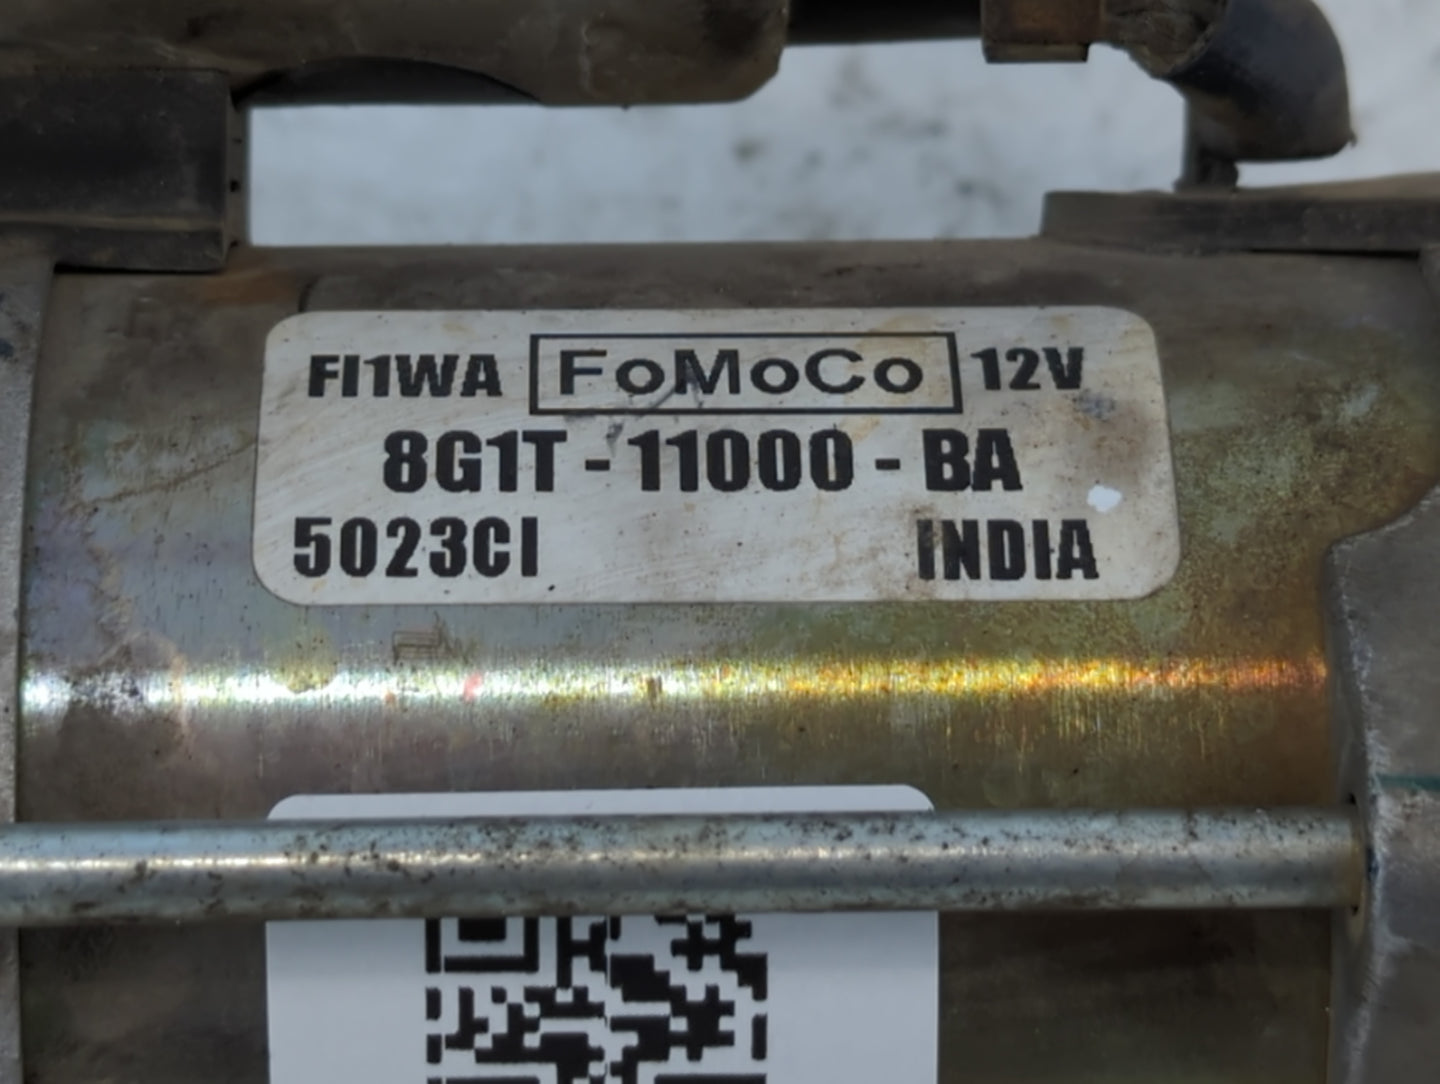 FI1WA FoMoCo 12V
8G1T - 11000 - BA
5023CI INDIA